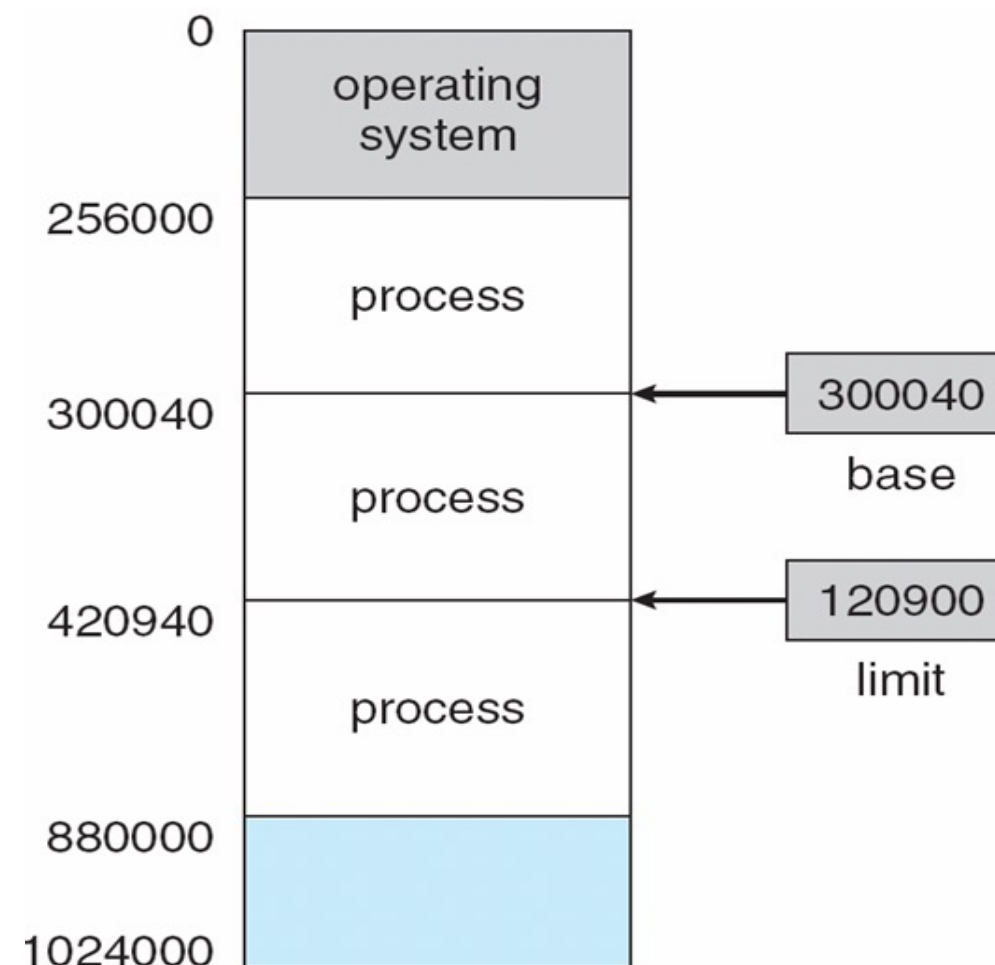 0
operating
system
256000
process
300040
300040
base
process
120900
limit
420940
process
880000
1024000